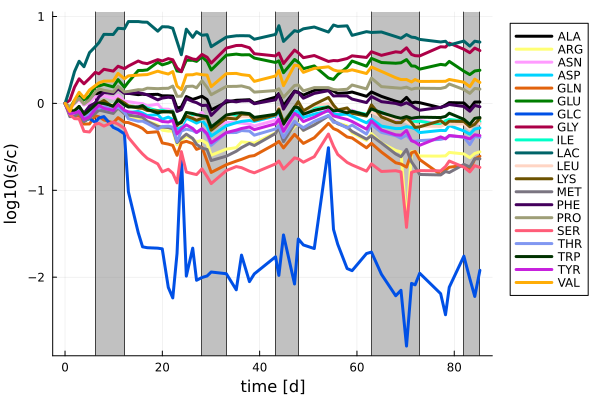 1
0
−1
−2
log10(s/c)
0
20
40
60
80
time [d]
ALA
ARG
ASN
ASP
GLN
GLU
GLC
GLY
ILE
LAC
LEU
LYS
MET
PHE
PRO
SER
THR
TRP
TYR
VAL